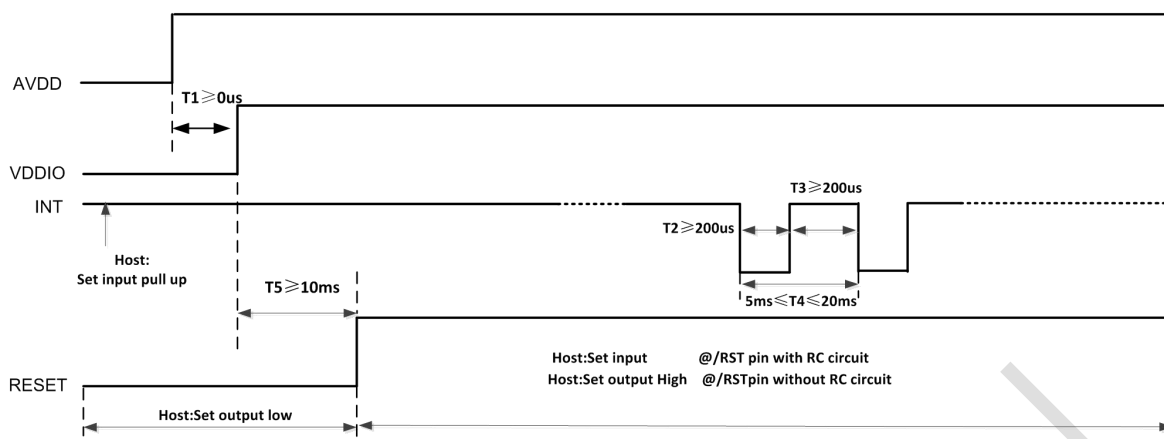 AVDD
T1≥0us
VDDIO
INT
T3≥200us
T2≥200us
Host:
Set input pull up
T5≥10ms
5ms≤T4≤20ms
Host:Set input @/RST pin with RC circuit
Host:Set output High @/RSTpin without RC circuit
RESET
Host:Set output low